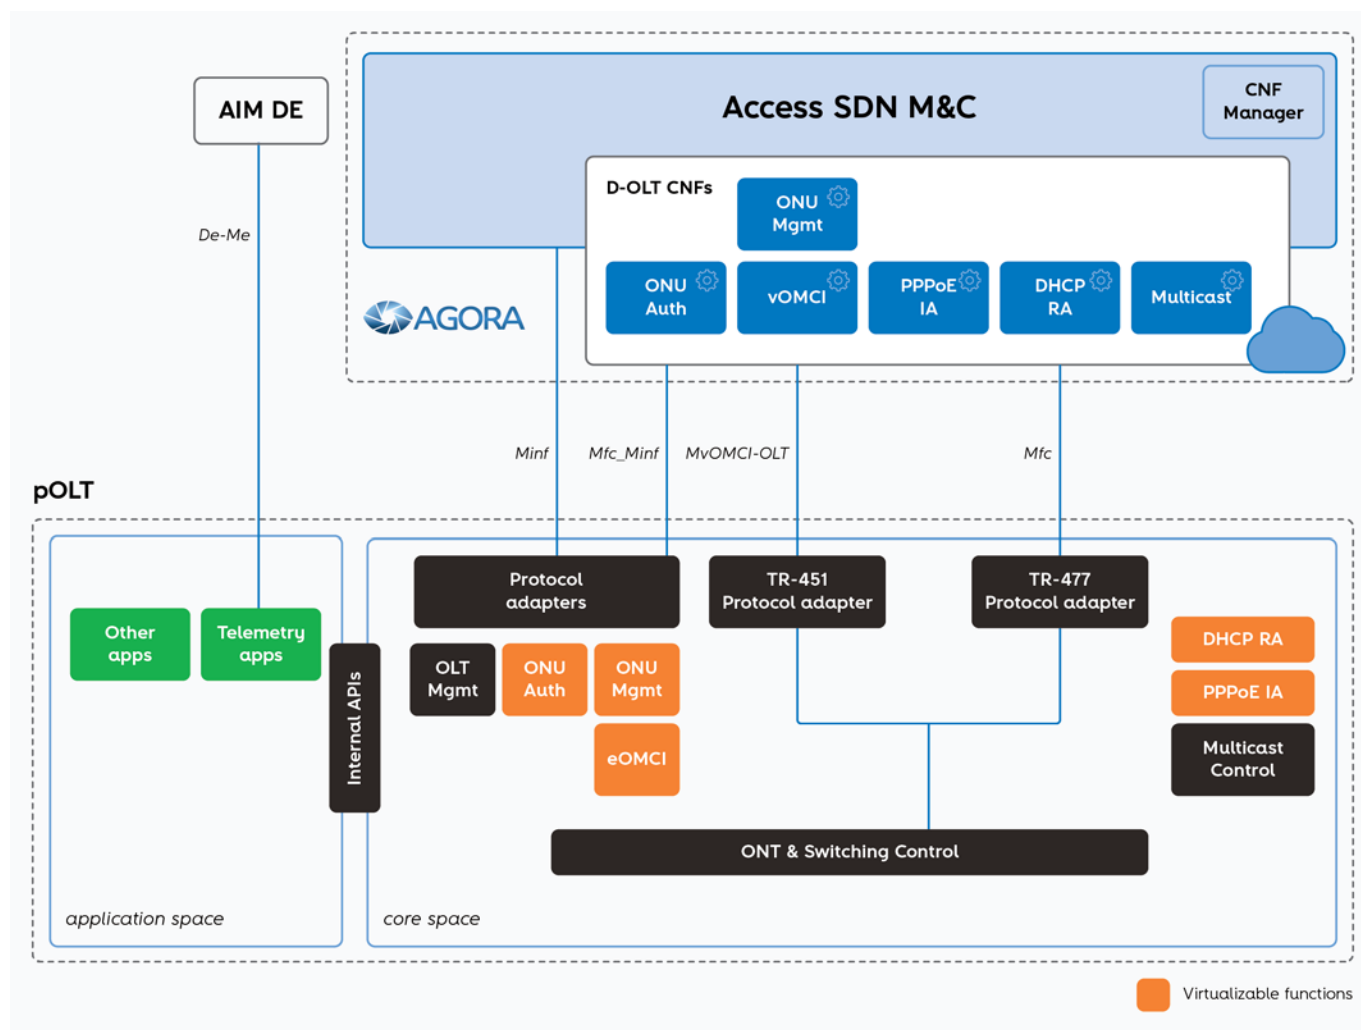 Access SDN M&C
CNF
Manager
AIM DE
D-OLT CNFs
ONU
Mgmt
De-Me
ONU
Auth
vOMCI
PPPoE
IA
DHCP
RA
Multicast
AGORA
Minf
Mfc_Minf
MvOMCI-OLT
Mfc
pOLT
Protocol
adapters
TR-451
Protocol adapter
TR-477
Protocol adapter
Other
apps
Telemetry
apps
Internal APIs
OLT
Mgmt
ONU
Auth
ONU
Mgmt
eOMCI
DHCP RA
PPPoE IA
Multicast
Control
ONT & Switching Control
application space
core space
Virtualizable functions